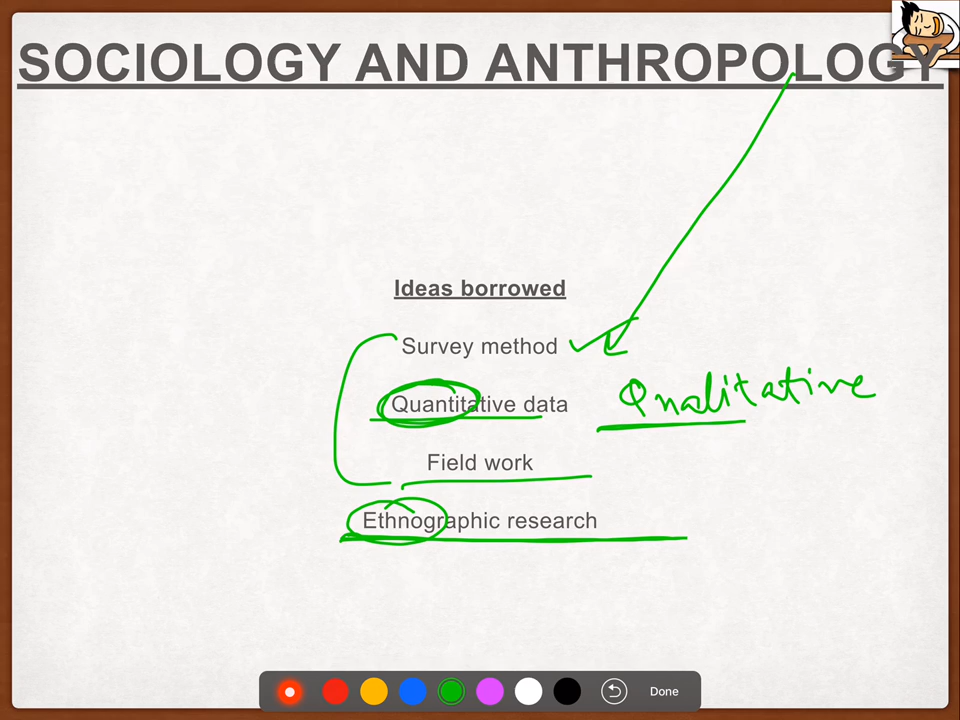 SOCIOLOGY AND ANTHROPOLOGY
Ideas borrowed
Survey method
Quantitative data Qualitative
Field work
Ethnographic research
Done